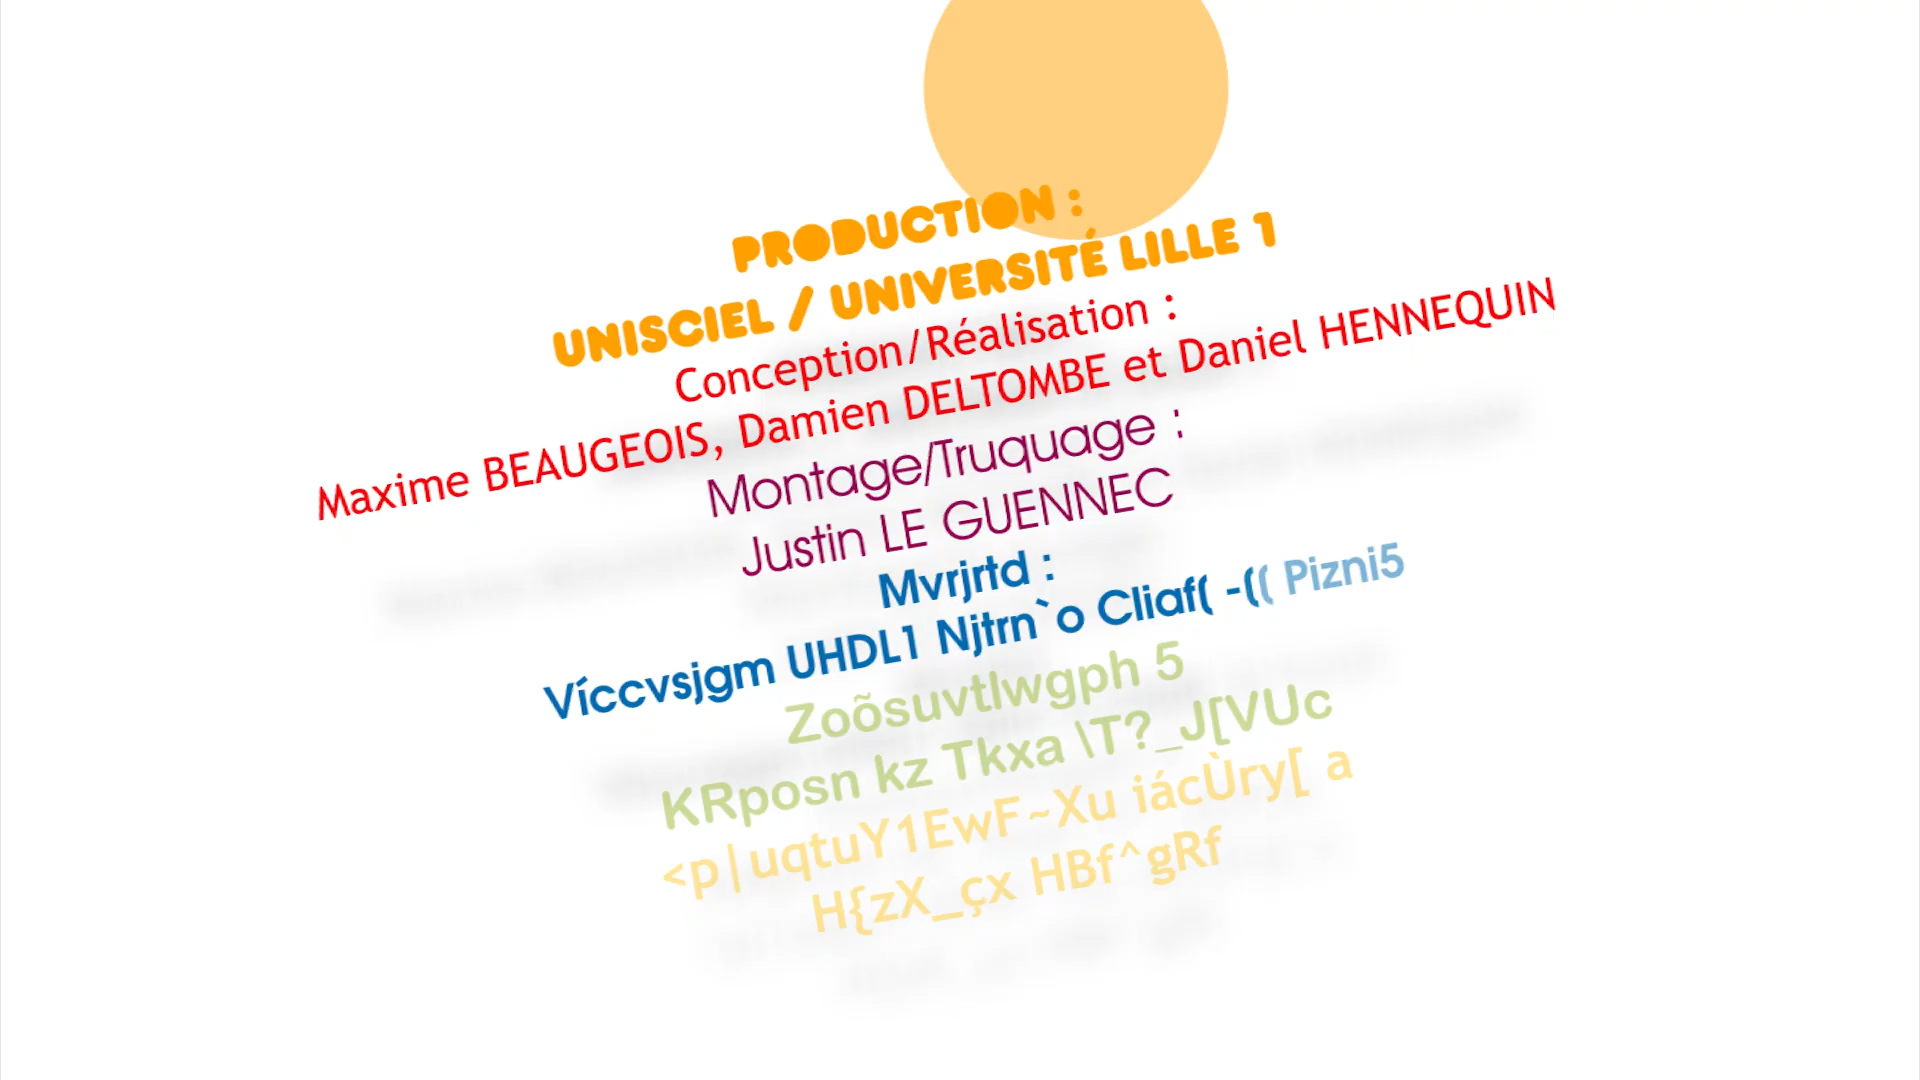 PRODUCTION :
UNISCIEL / UNIVERSITÉ LILLE 1
Conception/Réalisation :
Maxime BEAUGEOIS, Damien DELTOMBE et Daniel HENNEQUIN
Montage/Truquage :
Justin LE GUENNEC
Mvrjrtd :
Víccvsjgm UHDL1 Njtrn`o Cliaf( -(( Pizni5
Zoõsuvtlwgph 5
KRposn kz Tkxa \T?_J[VUc
<p|uqtuY1EwF~Xu iácÙry[ a
H{zX_çx HBf^gRf